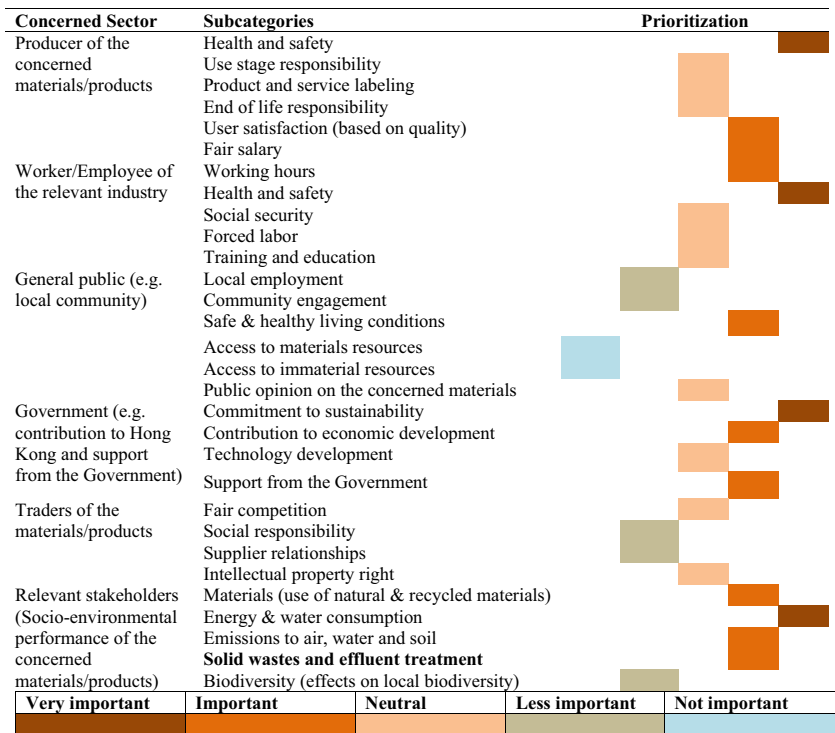 Concerned Sector Subcategories Prioritization
Producer of the Health and safety
concerned Use stage responsibility
materials/products Product and service labeling
End of life responsibility
User satisfaction (based on quality)
Fair salary
Worker/Employee of Working hours
the relevant industry Health and safety
Social security
Forced labor
Training and education
General public (e.g. Local employment
local community) Community engagement
Safe & healthy living conditions
Access to materials resources
Access to immaterial resources
Public opinion on the concerned materials
Government (e.g. Commitment to sustainability
contribution to Hong Contribution to economic development
Kong and support Technology development
from the Government) Support from the Government
Traders of the Fair competition
materials/products Social responsibility
Supplier relationships
Intellectual property right
Relevant stakeholders Materials (use of natural & recycled materials)
(Socio-environmental Energy & water consumption
performance of the Emissions to air, water and soil
concerned Solid wastes and effluent treatment
materials/products) Biodiversity (effects on local biodiversity)
Very important Important Neutral Less important Not important